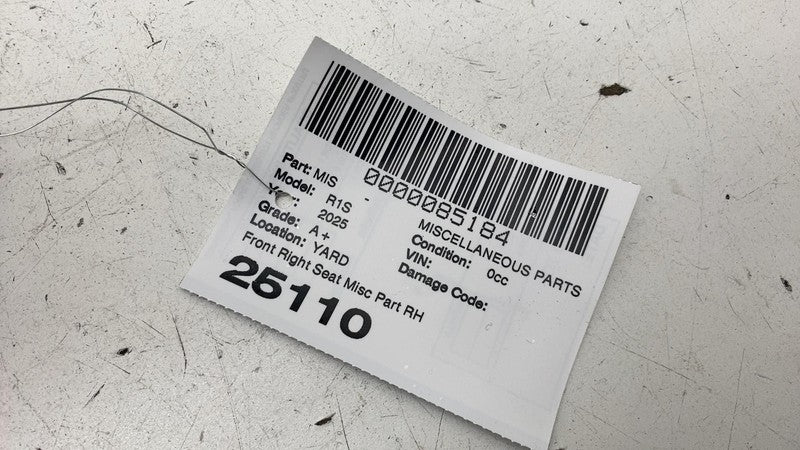 0000085184
Part: MIS - MISCELLANEOUS PARTS
Model: R1S Condition: 0cc
Year: 2025 VIN:
Grade: A+ Damage Code:
Location: YARD
Front Right Seat Misc Part RH
25110